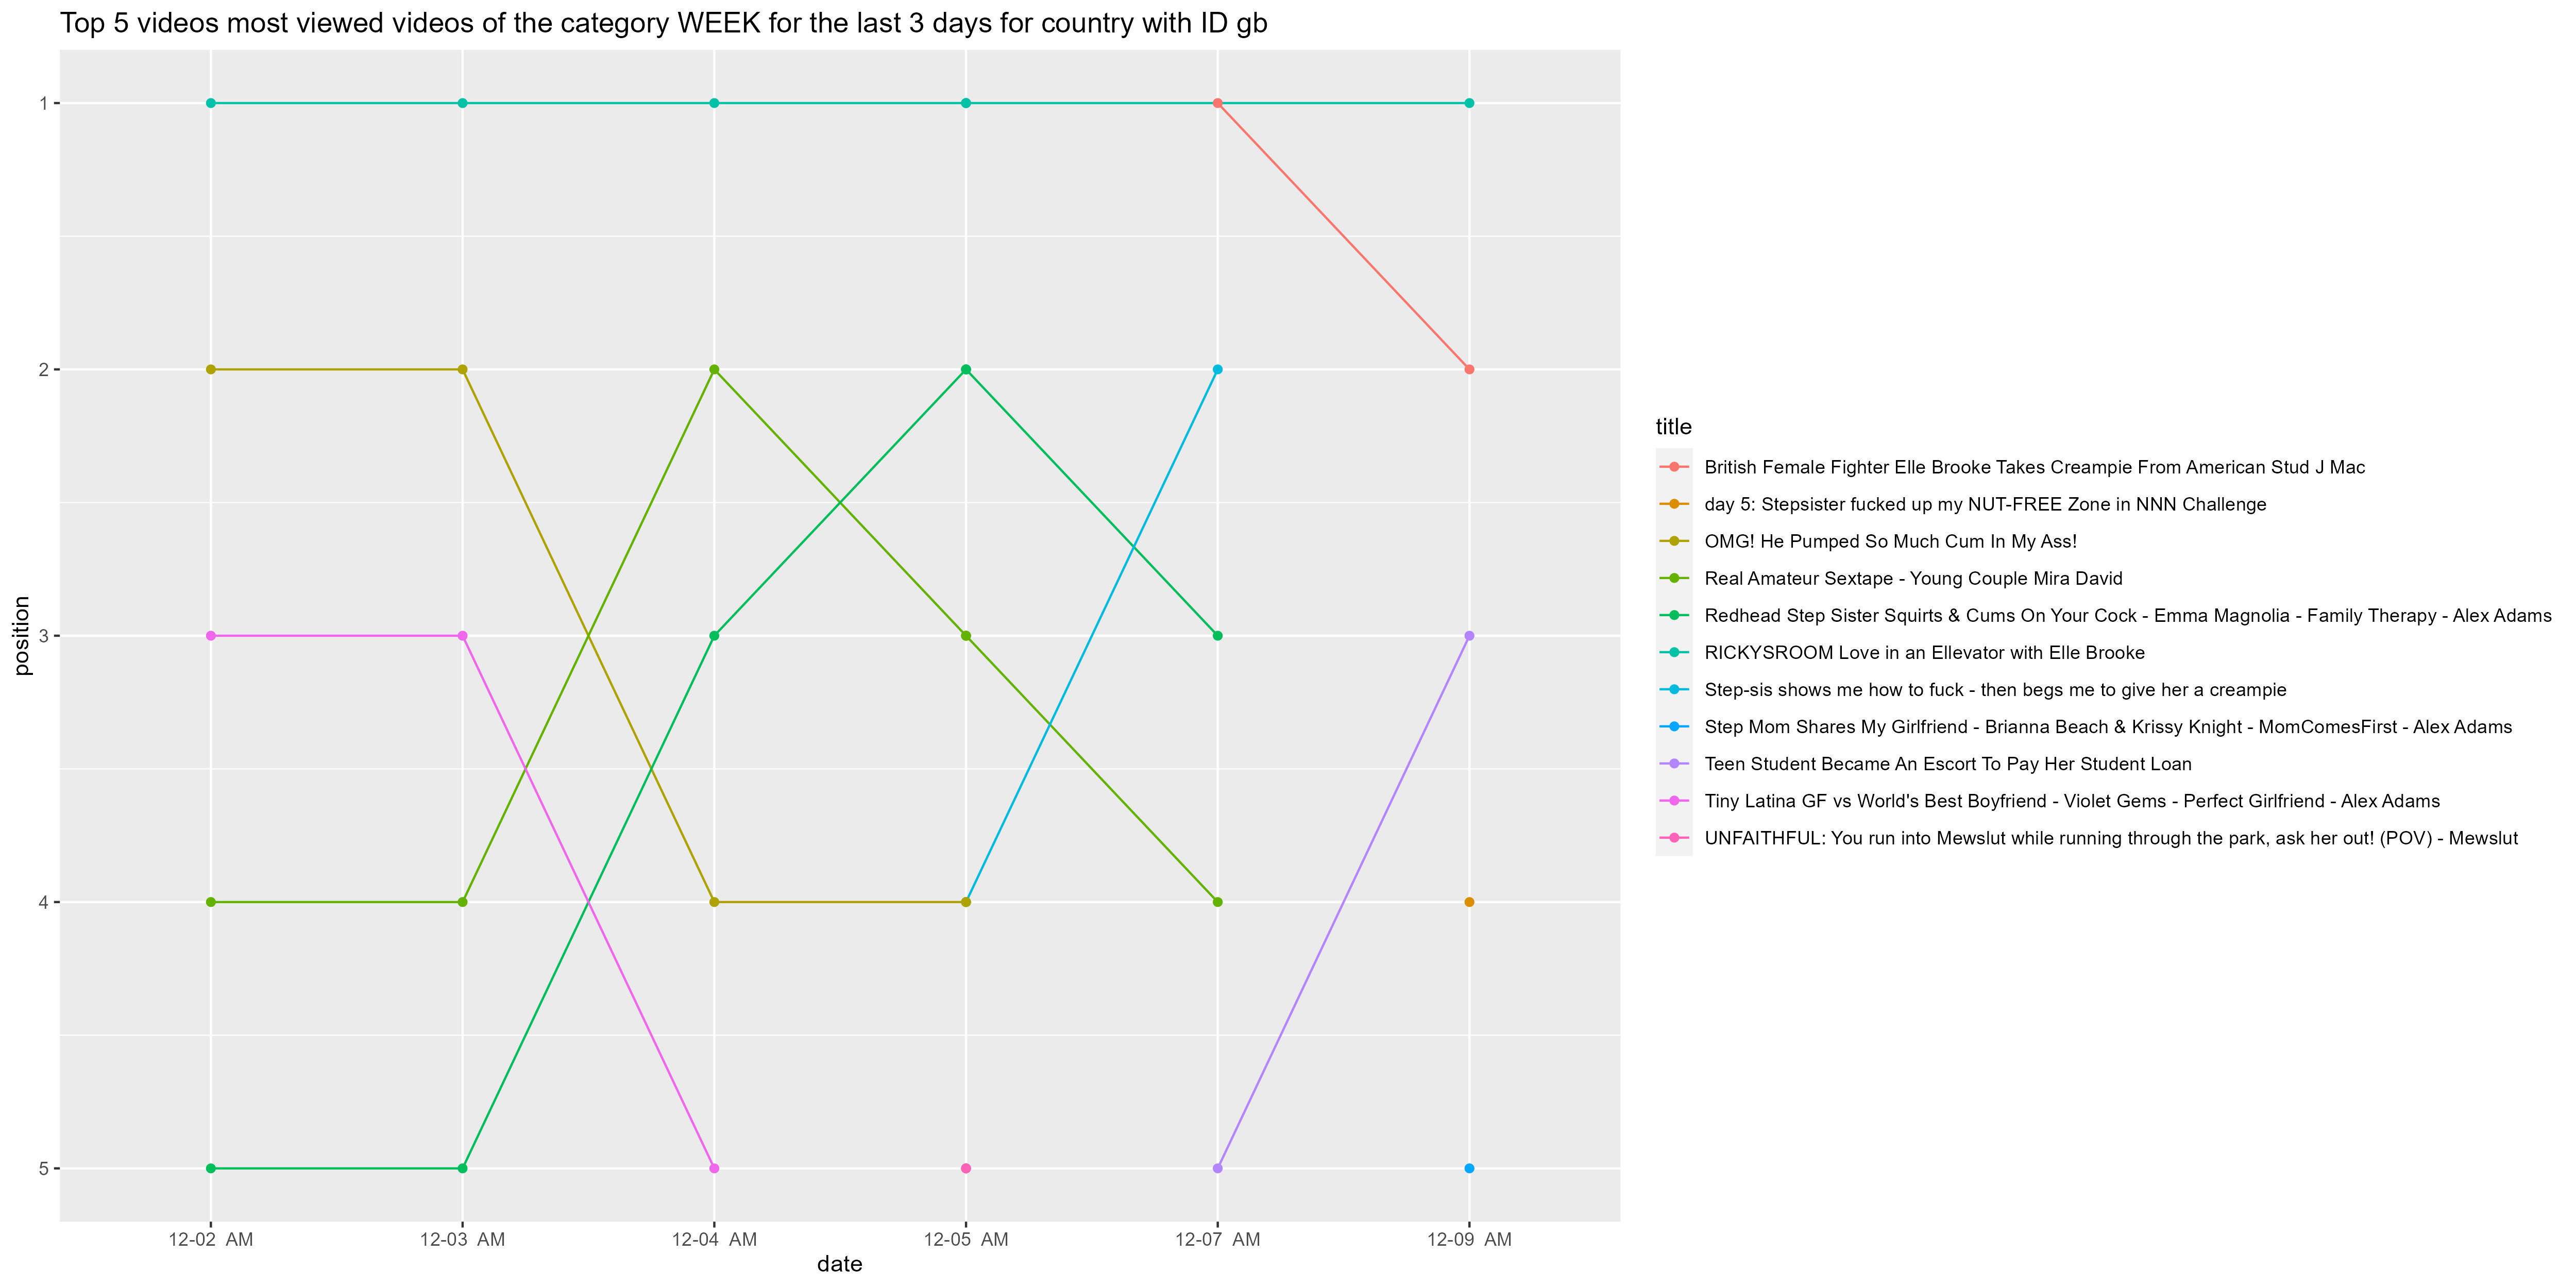 Top 5 videos most viewed videos of the category WEEK for the last 3 days for country with ID gb
1
2
3
4
5
position
12-02 AM
12-03 AM
12-04 AM
12-05 AM
12-07 AM
12-09 AM
date
title
British Female Fighter Elle Brooke Takes Creampie From American Stud J Mac
day 5: Stepsister fucked up my NUT-FREE Zone in NNN Challenge
OMG! He Pumped So Much Cum In My Ass!
Real Amateur Sextape - Young Couple Mira David
Redhead Step Sister Squirts & Cums On Your Cock - Emma Magnolia - Family Therapy - Alex Adams
RICKYSROOM Love in an Ellevator with Elle Brooke
Step-sis shows me how to fuck - then begs me to give her a creampie
Step Mom Shares My Girlfriend - Brianna Beach & Krissy Knight - MomComesFirst - Alex Adams
Teen Student Became An Escort To Pay Her Student Loan
Tiny Latina GF vs World's Best Boyfriend - Violet Gems - Perfect Girlfriend - Alex Adams
UNFAITHFUL: You run into Mewslut while running through the park, ask her out! (POV) - Mewslut